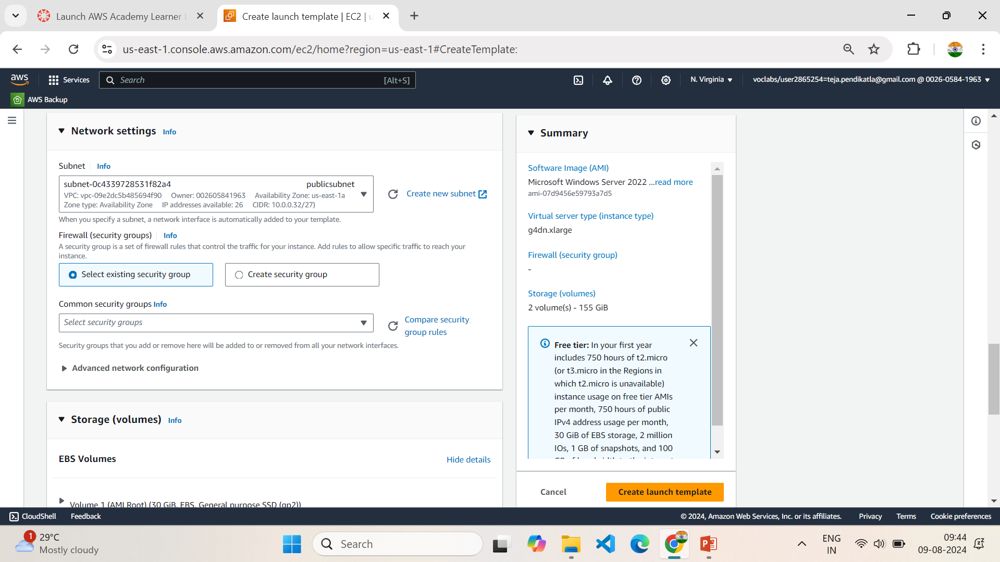 Launch AWS Academy Learner
Create launch template | EC2 | u
us-east-1.console.aws.amazon.com/ec2/home?region=us-east-1#CreateTemplate:
aws
Services
Search
[Alt+S]
N. Virginia
voclabs/user2865254=teja.pendikatla@gmail.com @ 0026-0584-1963
AWS Backup
Network settings Info
Subnet Info
subnet-0c4339728531f82a4 publicsubnet
VPC: vpc-09e2dc5b485694f90 Owner: 002605841963 Availability Zone: us-east-1a
Zone type: Availability Zone IP addresses available: 26 CIDR: 10.0.0.32/27)
Create new subnet
When you specify a subnet, a network interface is automatically added to your template.
Firewall (security groups) Info
A security group is a set of firewall rules that control the traffic for your instance. Add rules to allow specific traffic to reach your
instance.
Select existing security group
Create security group
Common security groups Info
Select security groups
Compare security
group rules
Security groups that you add or remove here will be added to or removed from all your network interfaces.
Advanced network configuration
Storage (volumes) Info
EBS Volumes
Hide details
Volume 1 (AMI Root) (30 GiB, EBS, General purpose SSD (gp2))
Summary
Software Image (AMI)
Microsoft Windows Server 2022 ...read more
ami-07d9456e59793a7d5
Virtual server type (instance type)
g4dn.xlarge
Firewall (security group)
-
Storage (volumes)
2 volume(s) - 155 GiB
Free tier: In your first year
includes 750 hours of t2.micro
(or t3.micro in the Regions in
which t2.micro is unavailable)
instance usage on free tier AMIs
per month, 750 hours of public
IPv4 address usage per month,
30 GiB of EBS storage, 2 million
IOs, 1 GB of snapshots, and 100
Cancel
Create launch template
CloudShell
Feedback
© 2024, Amazon Web Services, Inc. or its affiliates.
Privacy
Terms
Cookie preferences
1
29°C
Mostly cloudy
Search
ENG
IN
09:44
09-08-2024